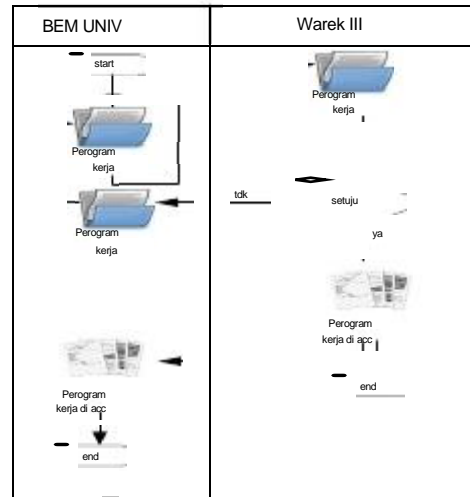 BEM UNIV
Warek III
start
Perogram
kerja
Perogram
kerja
Perogram
kerja di acc
end
Perogram
kerja
tdk
setuju
ya
Perogram
kerja di acc
end